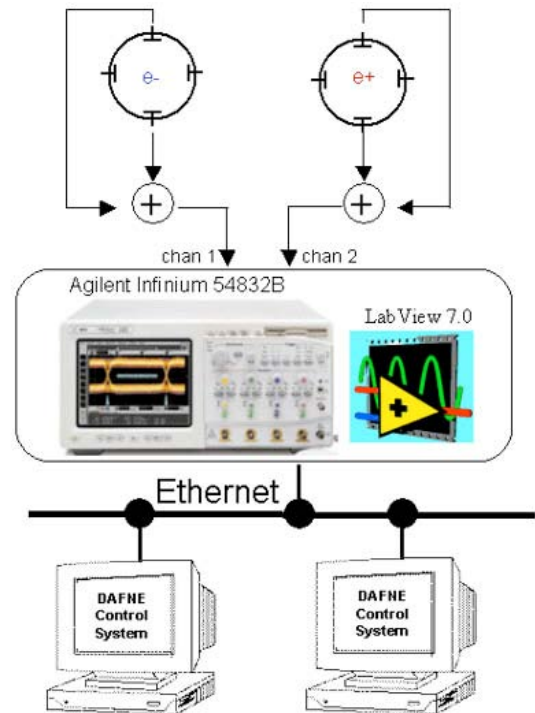 e-
e+
+
+
chan 1
chan 2
Agilent Infinium 54832B
LabView 7.0
Ethernet
DAFNE
Control
System
DAFNE
Control
System